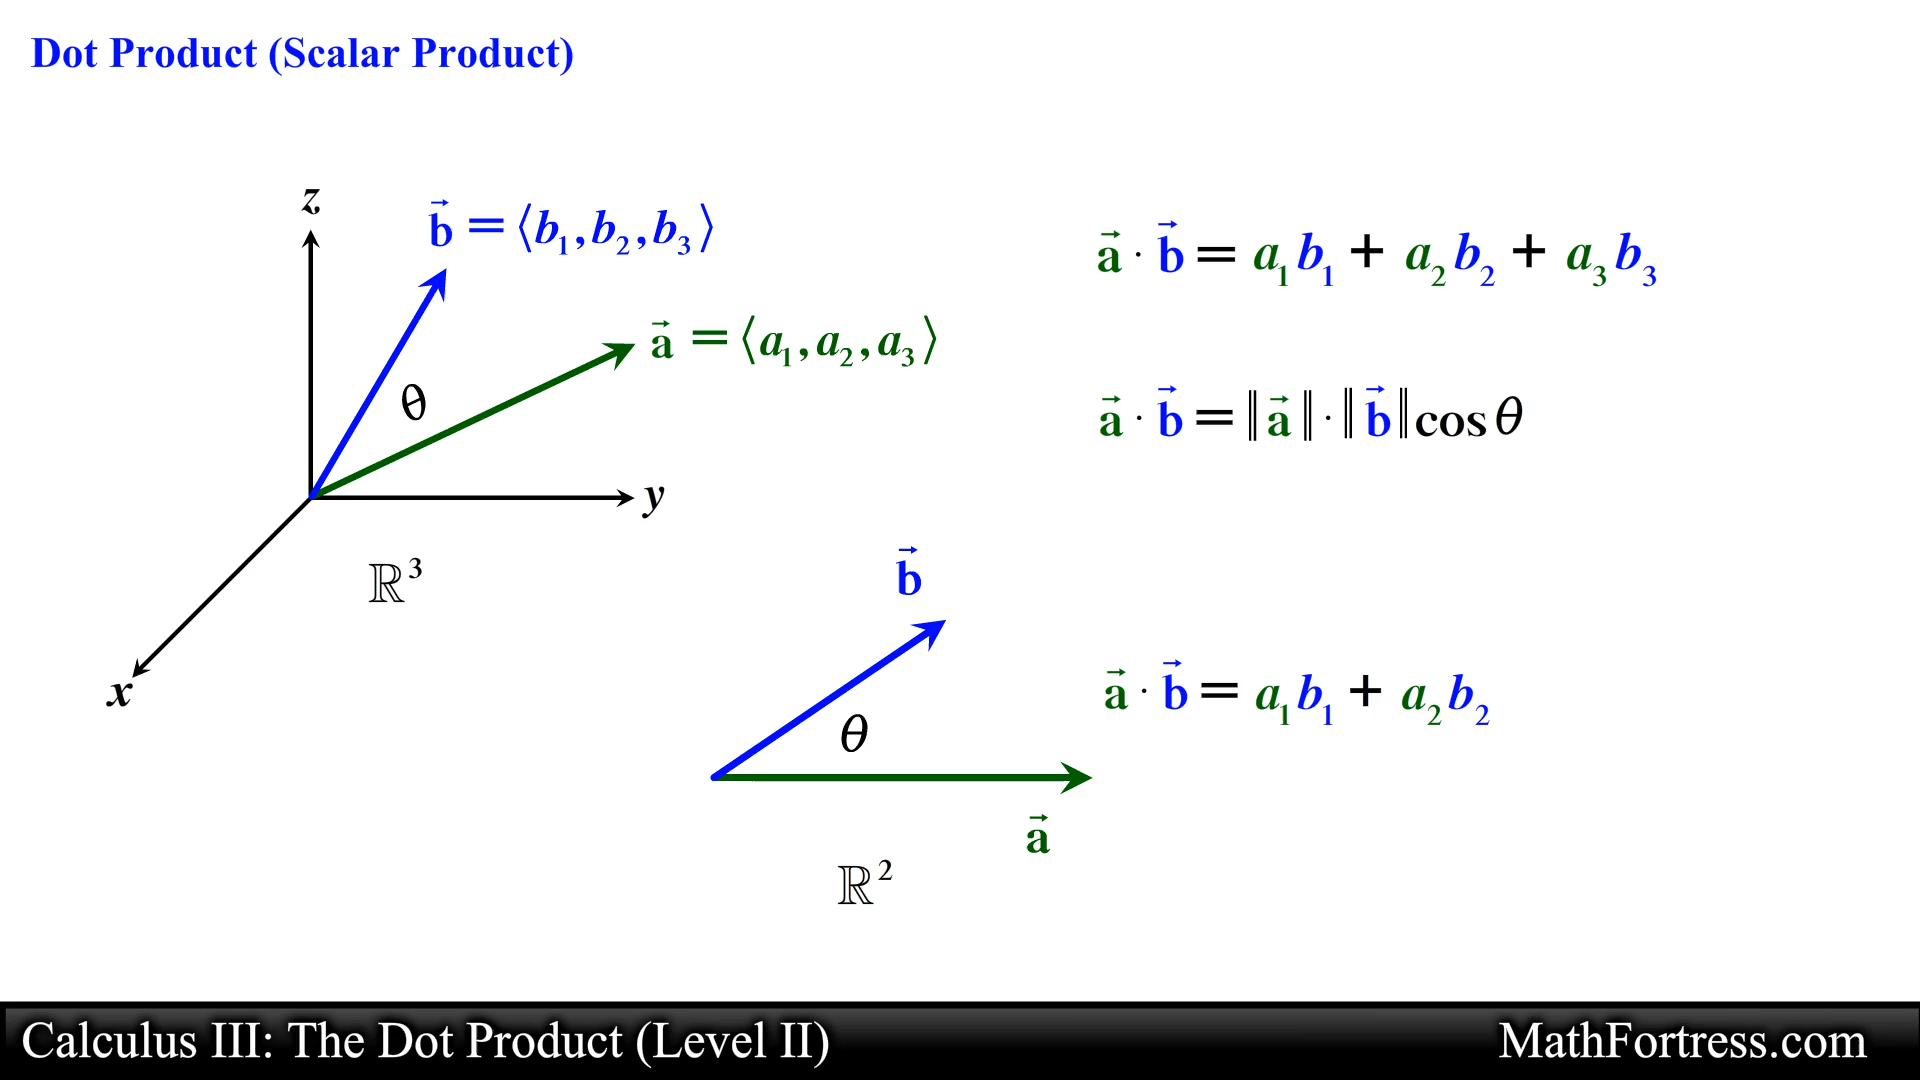 Dot Product (Scalar Product)
z
b⃗ = ⟨b₁, b₂, b₃⟩
a⃗ · b⃗ = a₁b₁ + a₂b₂ + a₃b₃
a⃗ = ⟨a₁, a₂, a₃⟩
θ
a⃗ · b⃗ = ‖a⃗‖ · ‖b⃗‖ cos θ
y
ℝ³
x
b⃗
θ
a⃗ · b⃗ = a₁b₁ + a₂b₂
a⃗
ℝ²
Calculus III: The Dot Product (Level II)
MathFortress.com